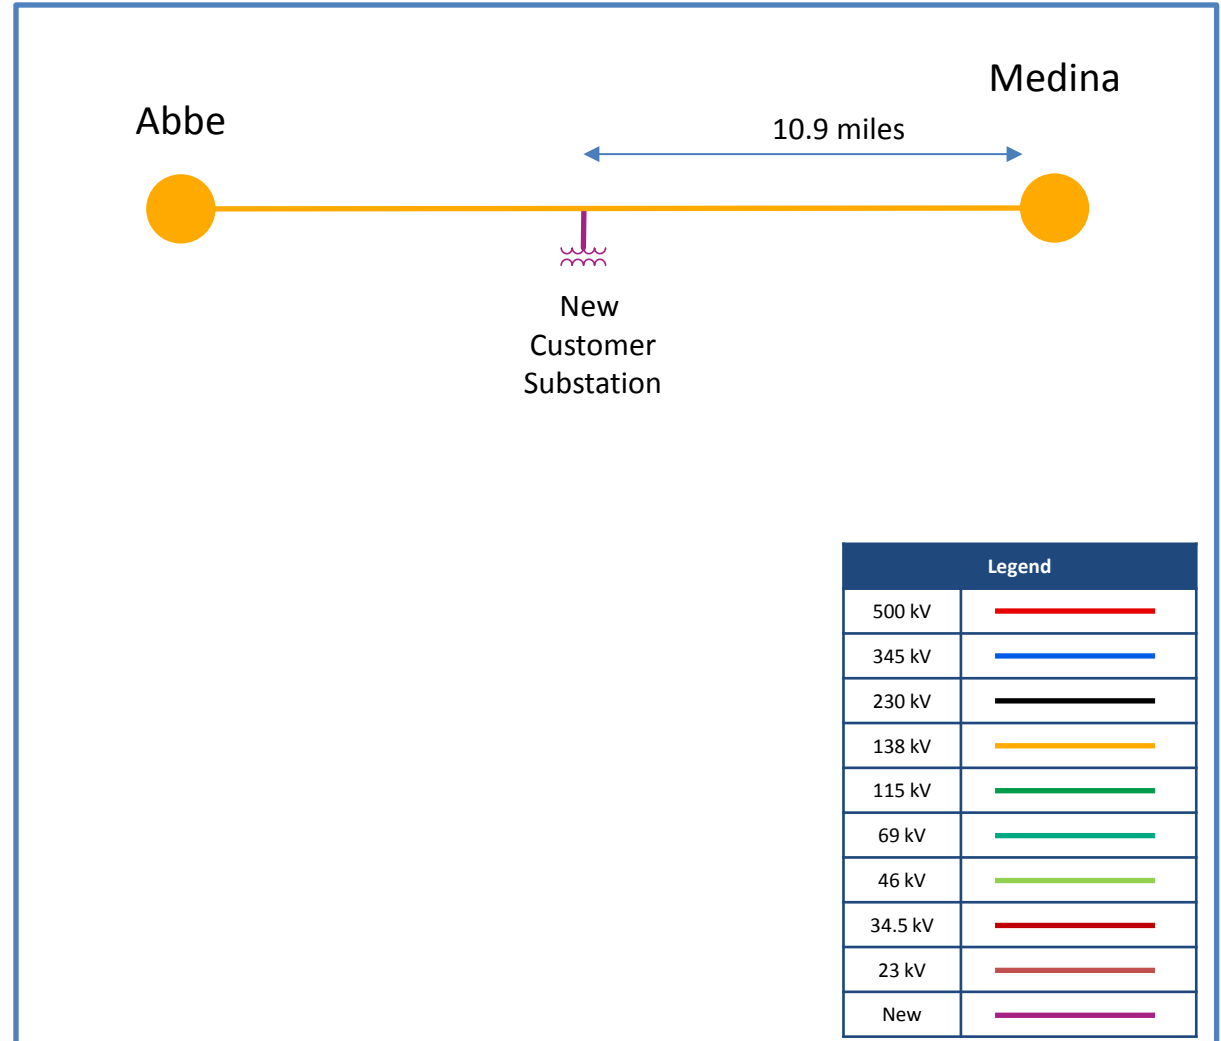 Medina
Abbe
10.9 miles
New
Customer
Substation
Legend
500 kV
345 kV
230 kV
138 kV
115 kV
69 kV
46 kV
34.5 kV
23 kV
New